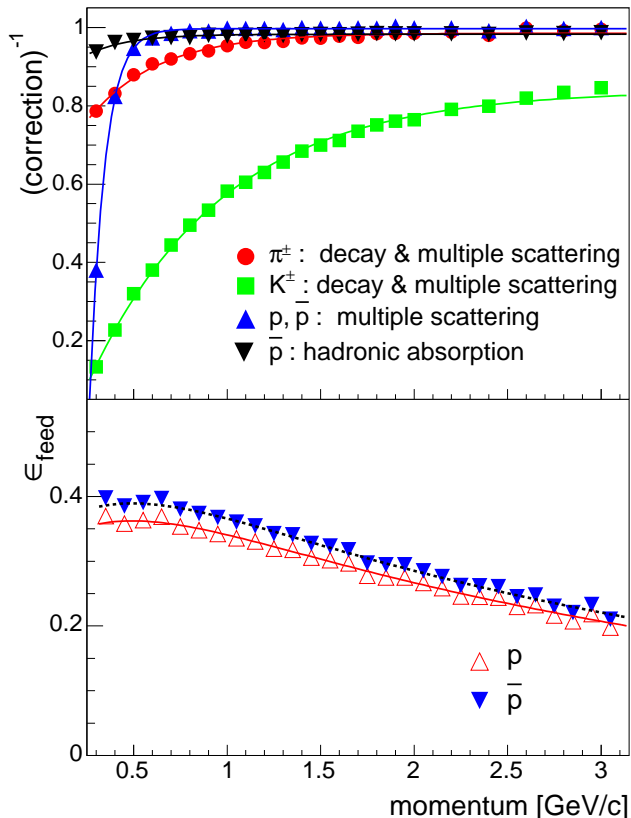 (correction)⁻¹
1
0.8
0.6
0.4
0.2
π± : decay & multiple scattering
K± : decay & multiple scattering
p, p̅ : multiple scattering
p̅ : hadronic absorption
ϵfeed
0.4
0.2
0
p
p̅
0.5 1 1.5 2 2.5 3
momentum [GeV/c]